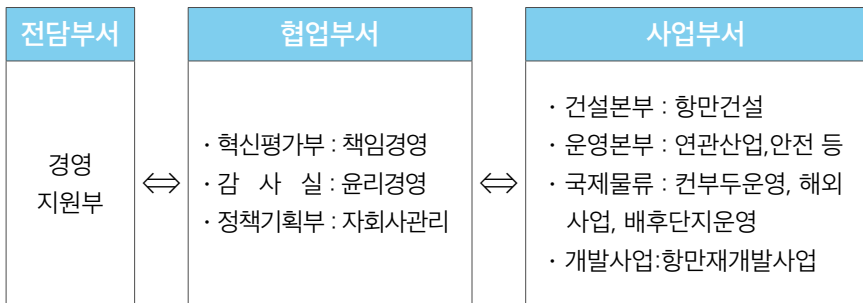 전담부서
경영
지원부
⇔
협업부서
· 혁신평가부 : 책임경영
· 감 사 실 : 윤리경영
· 정책기획부 : 자회사관리
⇔
사업부서
· 건설본부 : 항만건설
· 운영본부 : 연관산업,안전 등
· 국제물류 : 컨부두운영, 해외
사업, 배후단지운영
· 개발사업:항만재개발사업